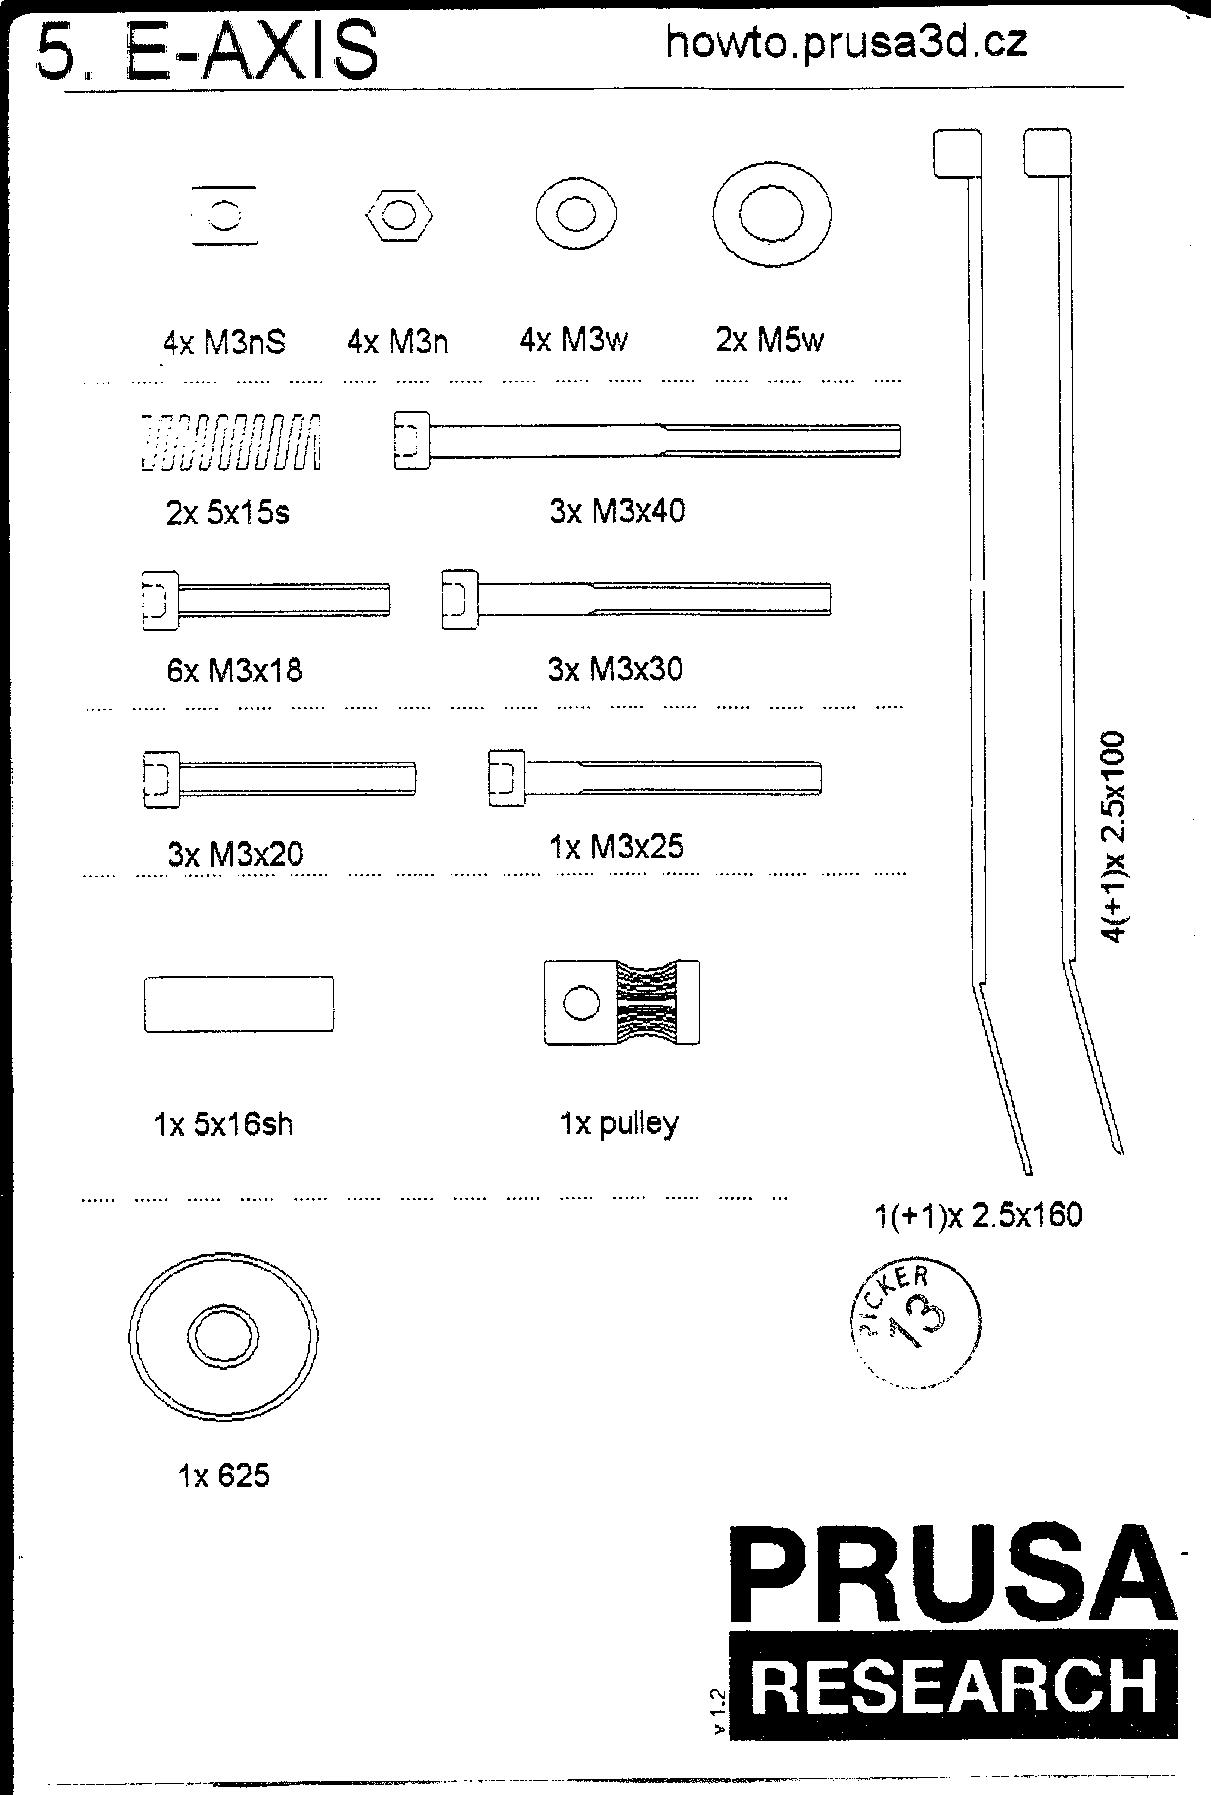 5. E-AXIS
howto.prusa3d.cz
4x M3nS
4x M3n
4x M3w
2x M5w
2x 5x15s
3x M3x40
6x M3x18
3x M3x30
3x M3x20
1x M3x25
4(+1)x 2.5x100
1x 5x16sh
1x pulley
1(+1)x 2.5x160
PICKER
13
1x 625
PRUSA
RESEARCH
v1.2